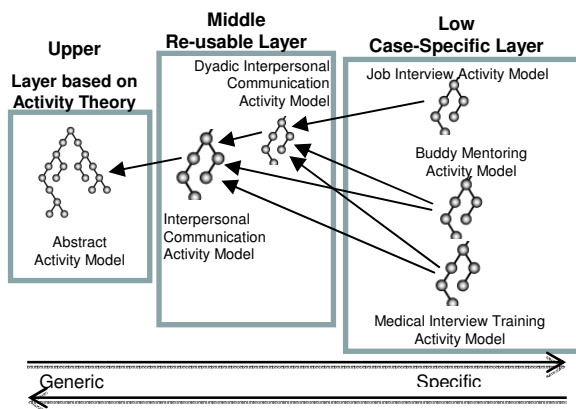 Upper
Layer based on
Activity Theory
Abstract
Activity Model
Middle
Re-usable Layer
Dyadic Interpersonal
Communication
Activity Model
Interpersonal
Communication
Activity Model
Low
Case-Specific Layer
Job Interview Activity Model
Buddy Mentoring
Activity Model
Medical Interview Training
Activity Model
Generic
Specific